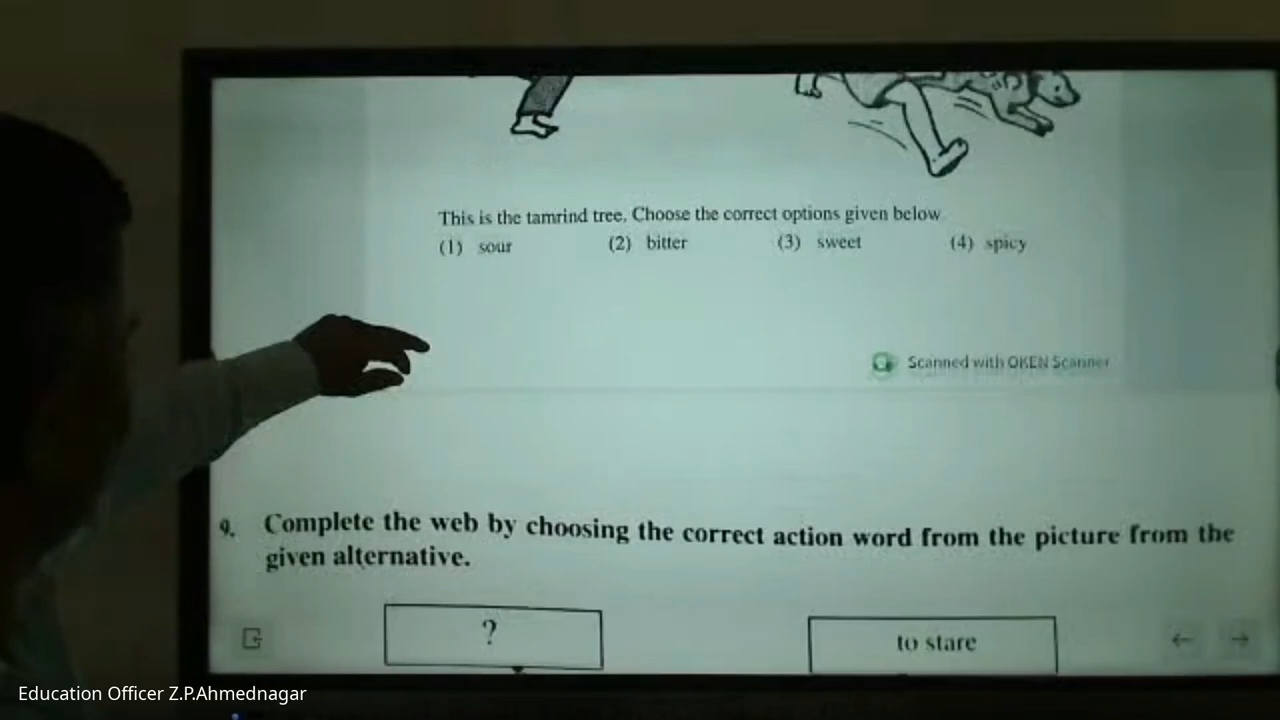 This is the tamrind tree. Choose the correct options given below
(1) sour (2) bitter (3) sweet (4) spicy
Scanned with OKEN Scanner
9. Complete the web by choosing the correct action word from the picture from the
given alternative.
? to stare
Education Officer Z.P.Ahmednagar